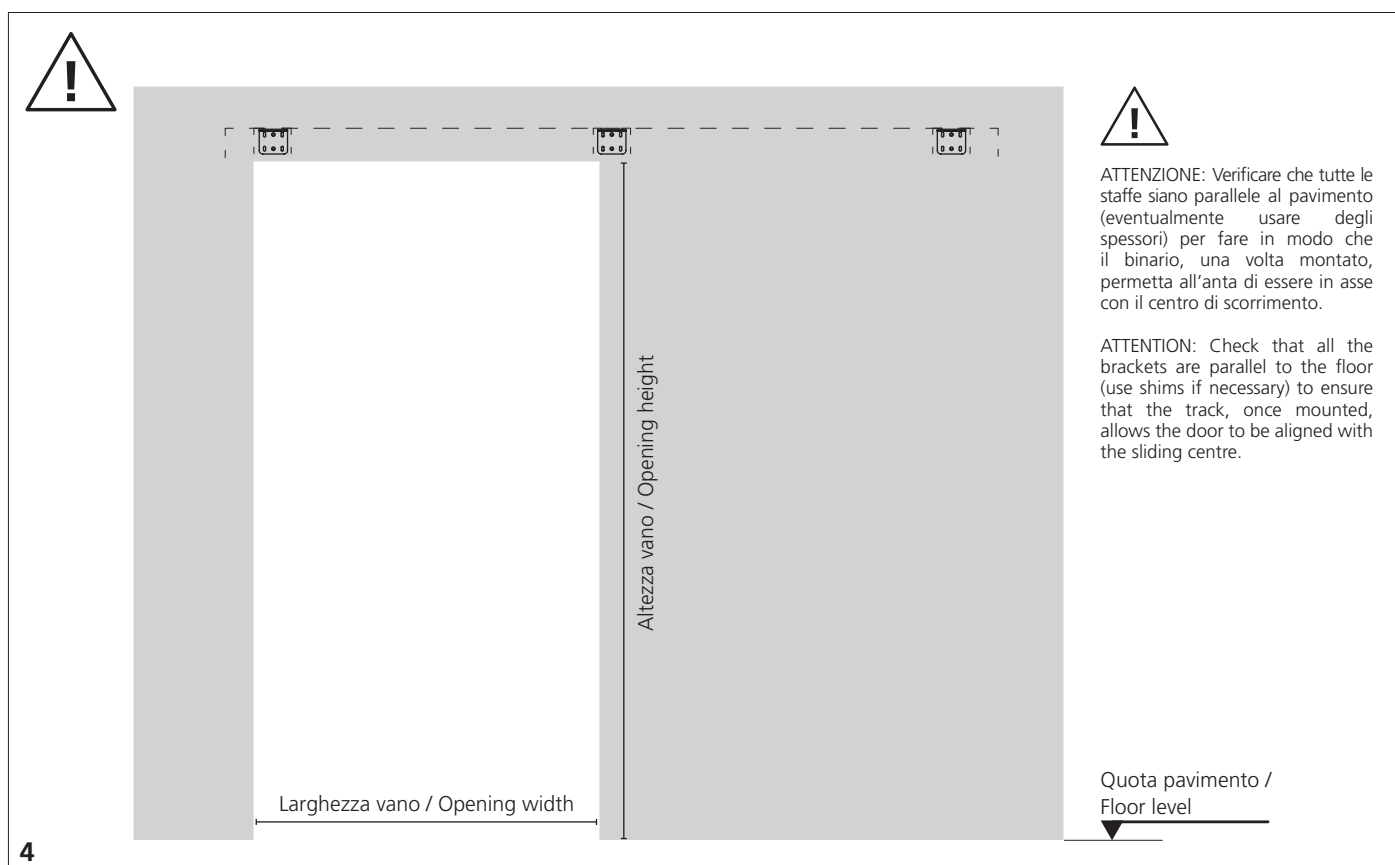 ATTENZIONE: Verificare che tutte le
staffe siano parallele al pavimento
(eventualmente usare degli
spessori) per fare in modo che
il binario, una volta montato,
permetta all'anta di essere in asse
con il centro di scorrimento.
ATTENTION: Check that all the
brackets are parallel to the floor
(use shims if necessary) to ensure
that the track, once mounted,
allows the door to be aligned with
the sliding centre.
Altezza vano / Opening height
Larghezza vano / Opening width
Quota pavimento /
Floor level
4